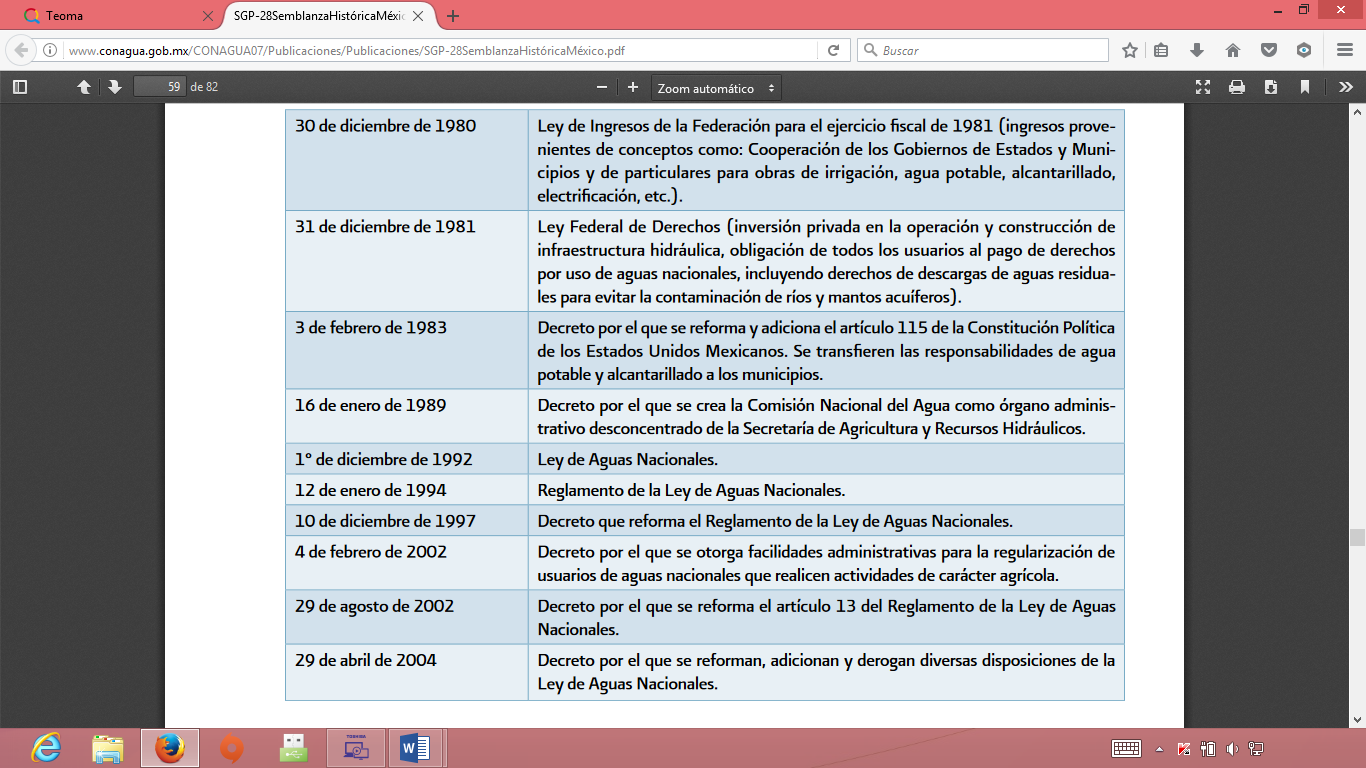 Teoma
SGP-28SemblanzaHistóricaMéxic
www.conagua.gob.mx/CONAGUA07/Publicaciones/Publicaciones/SGP-28SemblanzaHistóricaMéxico.pdf
Buscar
59 de 82
Zoom automático
30 de diciembre de 1980
Ley de Ingresos de la Federación para el ejercicio fiscal de 1981 (ingresos prove-
nientes de conceptos como: Cooperación de los Gobiernos de Estados y Muni-
cipios y de particulares para obras de irrigación, agua potable, alcantarillado,
electrificación, etc.).
31 de diciembre de 1981
Ley Federal de Derechos (inversión privada en la operación y construcción de
infraestructura hidráulica, obligación de todos los usuarios al pago de derechos
por uso de aguas nacionales, incluyendo derechos de descargas de aguas residua-
les para evitar la contaminación de ríos y mantos acuíferos).
3 de febrero de 1983
Decreto por el que se reforma y adiciona el artículo 115 de la Constitución Política
de los Estados Unidos Mexicanos. Se transfieren las responsabilidades de agua
potable y alcantarillado a los municipios.
16 de enero de 1989
Decreto por el que se crea la Comisión Nacional del Agua como órgano adminis-
trativo desconcentrado de la Secretaría de Agricultura y Recursos Hidráulicos.
1° de diciembre de 1992
Ley de Aguas Nacionales.
12 de enero de 1994
Reglamento de la Ley de Aguas Nacionales.
10 de diciembre de 1997
Decreto que reforma el Reglamento de la Ley de Aguas Nacionales.
4 de febrero de 2002
Decreto por el que se otorga facilidades administrativas para la regularización de
usuarios de aguas nacionales que realicen actividades de carácter agrícola.
29 de agosto de 2002
Decreto por el que se reforma el artículo 13 del Reglamento de la Ley de Aguas
Nacionales.
29 de abril de 2004
Decreto por el que se reforman, adicionan y derogan diversas disposiciones de la
Ley de Aguas Nacionales.
TOSHIBA